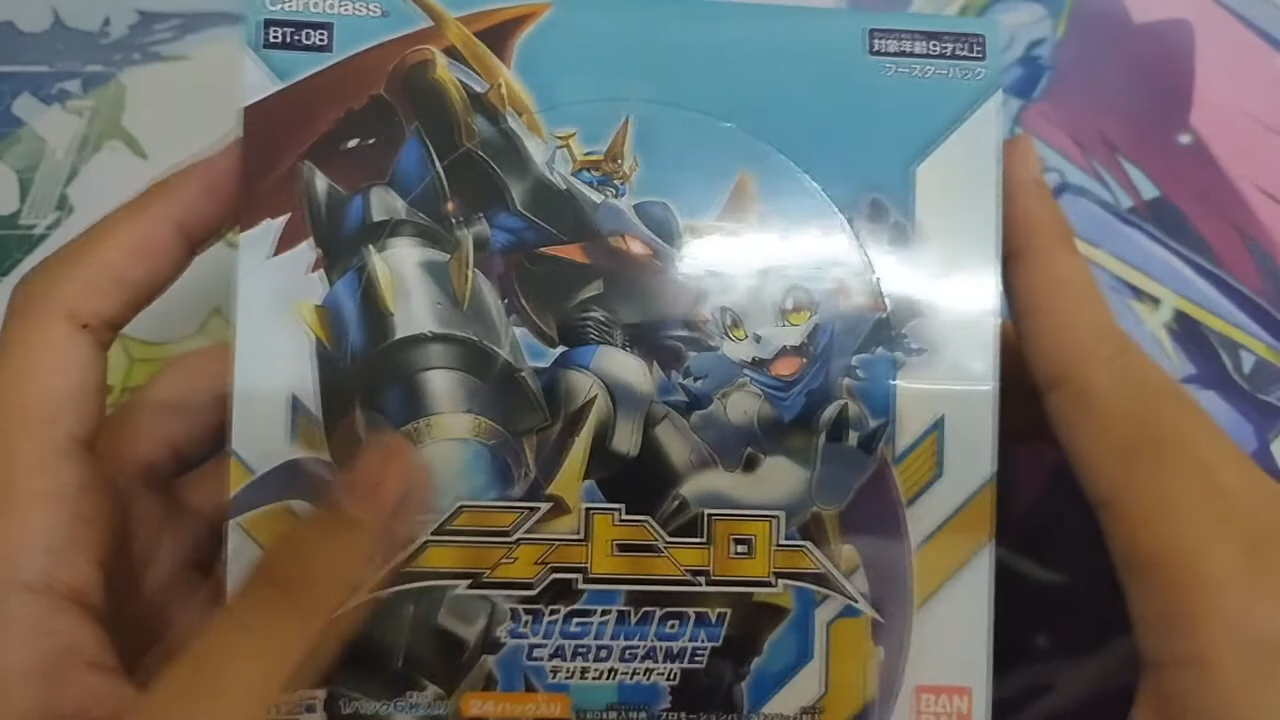 Carddass
BT-08
対象年齢9才以上
ブースターパック
ニューヒーロー
DIGIMON
CARD GAME
デジモンカードゲーム
1パック6枚入り
24パック入り
BAN